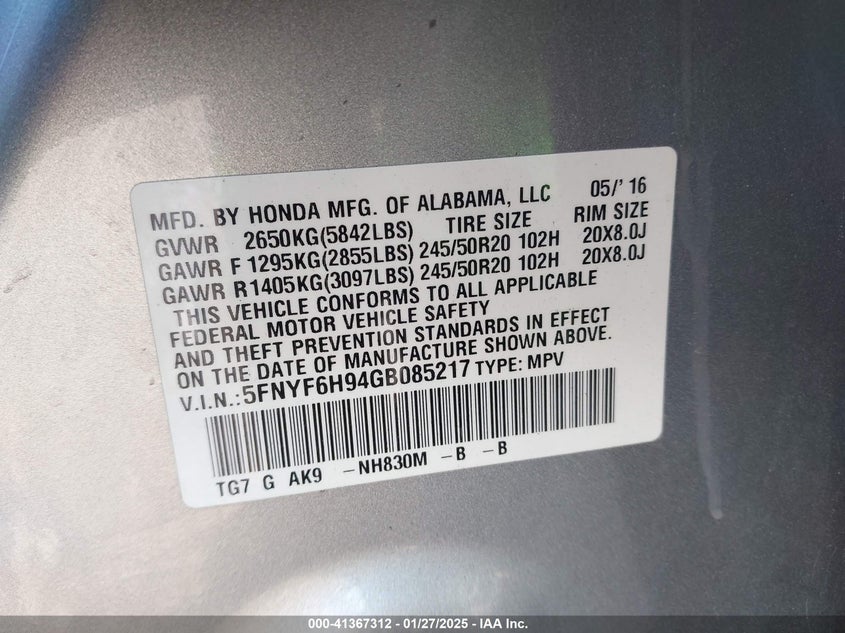 MFD. BY HONDA MFG. OF ALABAMA, LLC 05/' 16
GVWR 2650KG(5842LBS) TIRE SIZE RIM SIZE
GAWR F 1295KG(2855LBS) 245/50R20 102H 20X8.0J
GAWR R 1405KG(3097LBS) 245/50R20 102H 20X8.0J
THIS VEHICLE CONFORMS TO ALL APPLICABLE
FEDERAL MOTOR VEHICLE SAFETY
AND THEFT PREVENTION STANDARDS IN EFFECT
ON THE DATE OF MANUFACTURE SHOWN ABOVE.
V.I.N.:5FNYF6H94GB085217 TYPE: MPV
TG7 G AK9 -NH830M -B -B
000-41367312 - 01/27/2025 - IAA Inc.